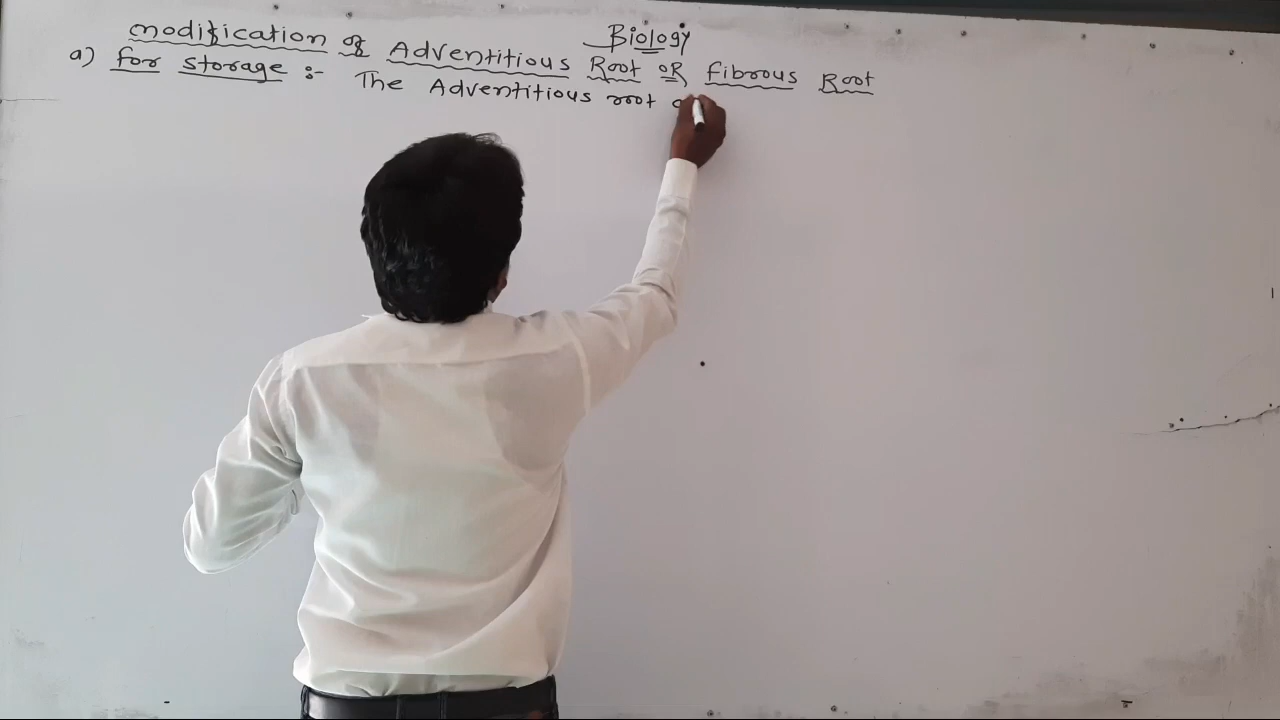 Biology
modification of Adventitious Root OR fibrous Root
a) for storage :- The Adventitious root